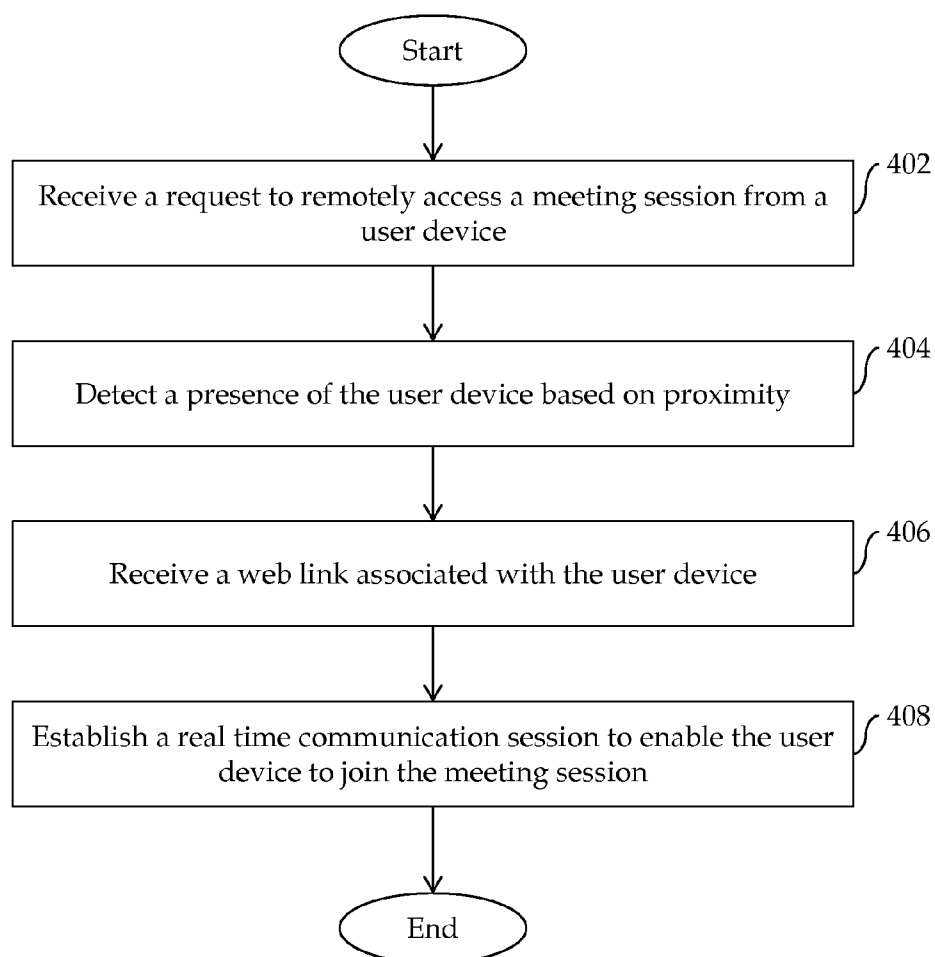 Start
402
Receive a request to remotely access a meeting session from a
user device
404
Detect a presence of the user device based on proximity
406
Receive a web link associated with the user device
408
Establish a real time communication session to enable the user
device to join the meeting session
End